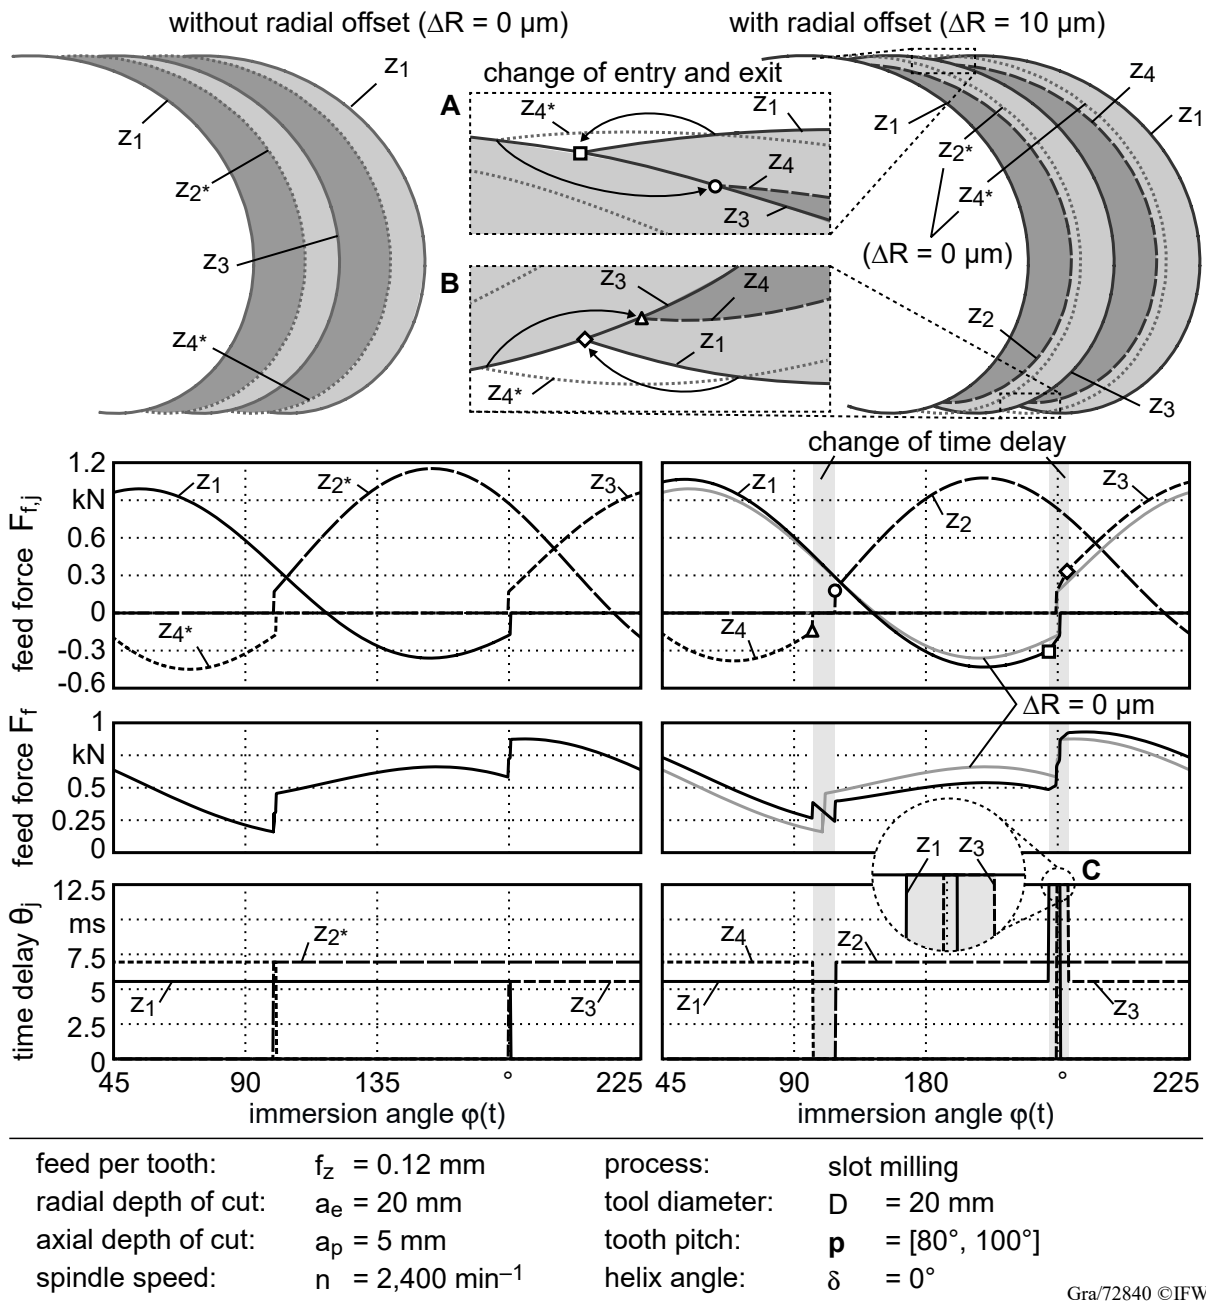 without radial offset (ΔR = 0 µm)
with radial offset (ΔR = 10 µm)
z1
z1
z2*
z3
z4*
change of entry and exit
A
z4*
z1
z4
z3
B
z3
z4
z1
z4*
z1
z4
z1
z2*
z4*
(ΔR = 0 µm)
z2
z3
change of time delay
feed force Ff,j
1.2
kN
0.6
0.3
0
-0.3
-0.6
z1
z2*
z3
z4*
z1
z2
z3
z4
ΔR = 0 µm
feed force Ff
1
kN
0.5
0.25
0
z1
z3
C
time delay θj
12.5
ms
7.5
5
2.5
0
z2*
z1
z3
z4
z2
z1
z3
45
90
135
°
225
45
90
180
°
225
immersion angle φ(t)
immersion angle φ(t)
feed per tooth: fz = 0.12 mm
process: slot milling
radial depth of cut: ae = 20 mm
tool diameter: D = 20 mm
axial depth of cut: ap = 5 mm
tooth pitch: p = [80°, 100°]
spindle speed: n = 2,400 min⁻¹
helix angle: δ = 0°
Gra/72840 ©IFW